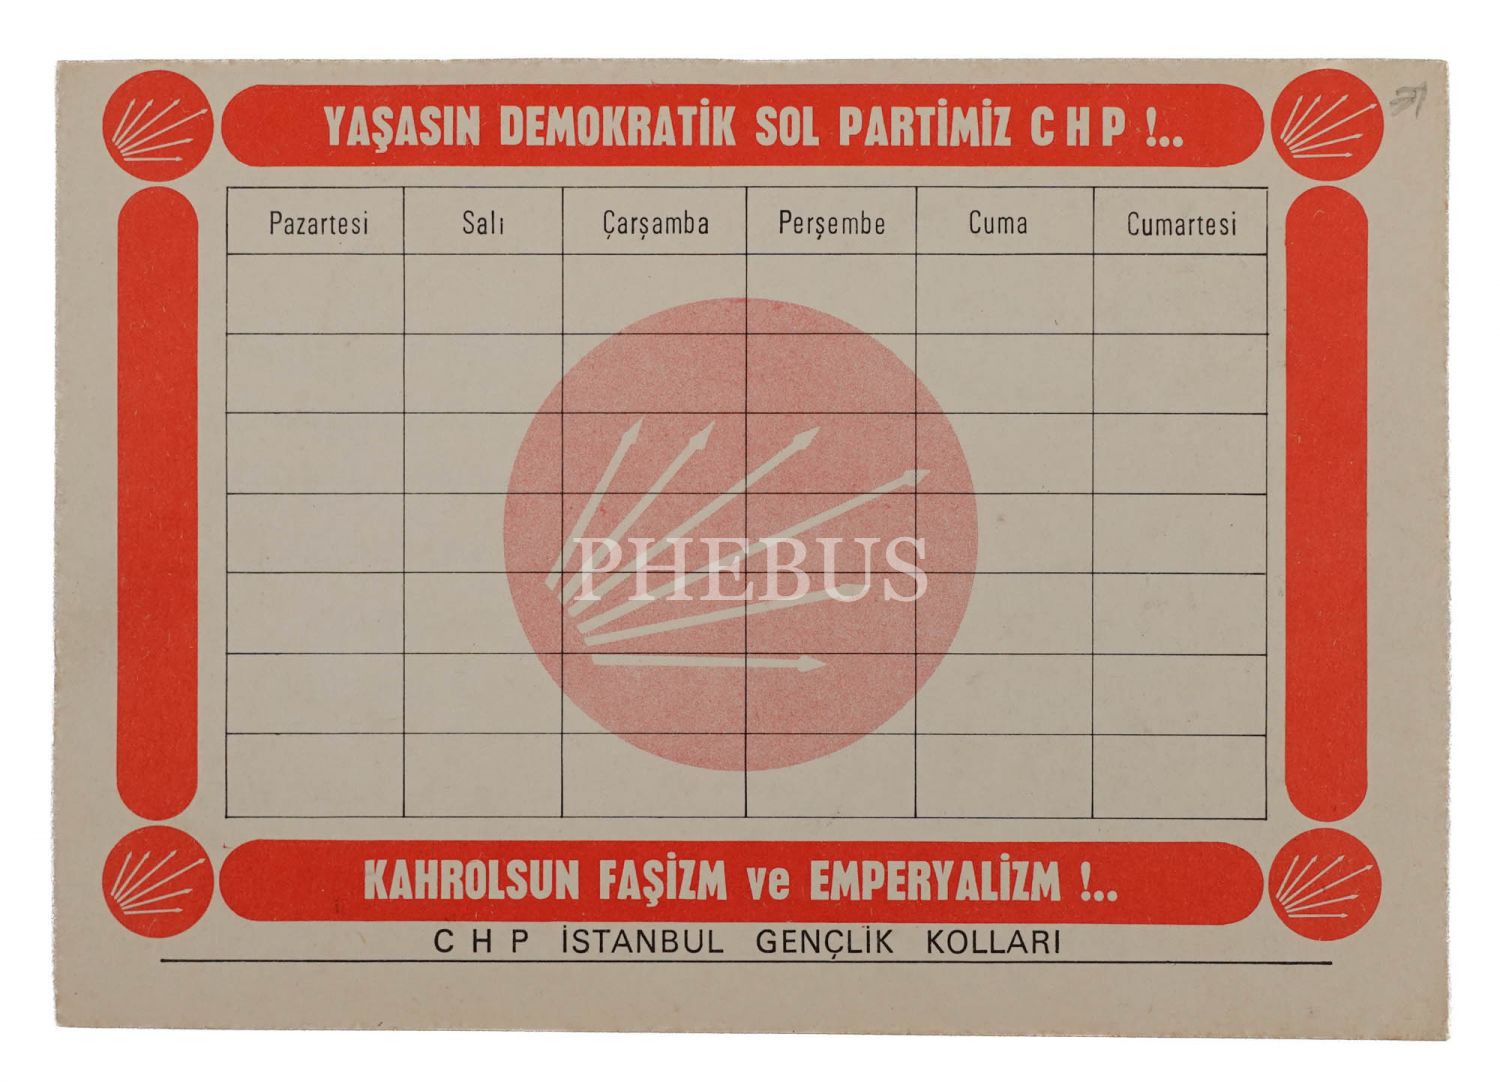 YAŞASIN DEMOKRATİK SOL PARTİMİZ C H P !..
Pazartesi Salı Çarşamba Perşembe Cuma Cumartesi
PHEBUS
KAHROLSUN FAŞİZM ve EMPERYALİZM !..
C H P İSTANBUL GENÇLİK KOLLARI